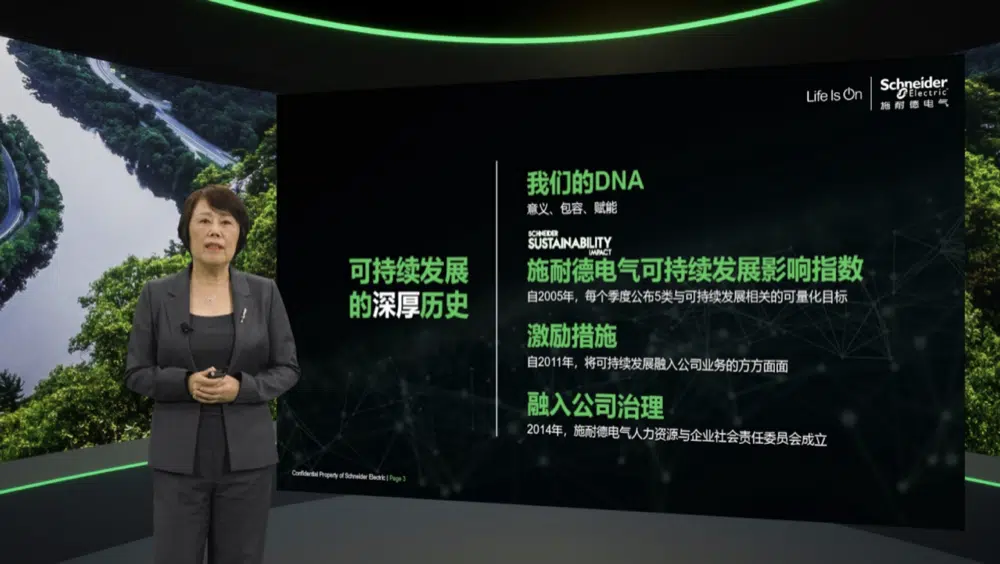 Life Is On
Schneider
Electric
施耐德电气
可持续发展
的深厚历史
我们的DNA
意义、包容、赋能
SCHNEIDER
SUSTAINABILITY
IMPACT
施耐德电气可持续发展影响指数
自2005年，每个季度公布5类与可持续发展相关的可量化目标
激励措施
自2011年，将可持续发展融入公司业务的方方面面
融入公司治理
2014年，施耐德电气人力资源与企业社会责任委员会成立
Confidential Property of Schneider Electric | Page 3